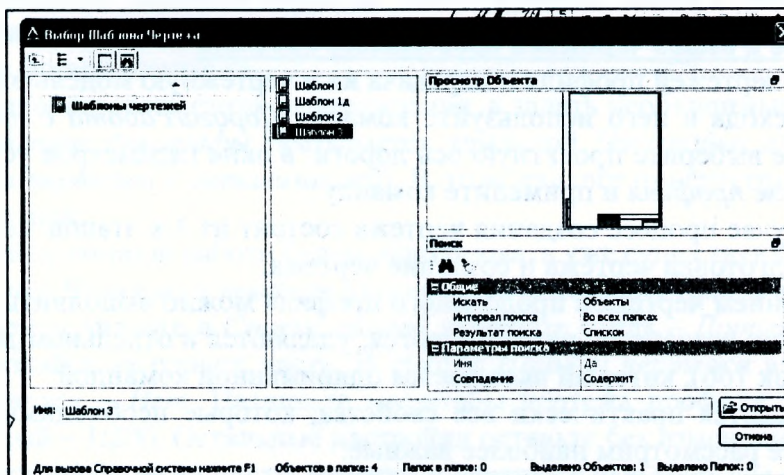 Выбор Шаблона Чертежа
Шаблоны чертежей
Шаблон 1
Шаблон 1д
Шаблон 2
Шаблон 3
Просмотр Объекта
Поиск
Общие
Искать Объекты
Интервал поиска Во всех папках
Результат поиска Списком
Параметры поиска
Имя Да
Совпадение Содержит
Имя: Шаблон 3
Открыть
Отмена
Для вызова Справочной системы нажмите F1 Объектов в папке: 4 Папок в папке: 0 Выделено Объектов: 1 Выделено Папок: 0